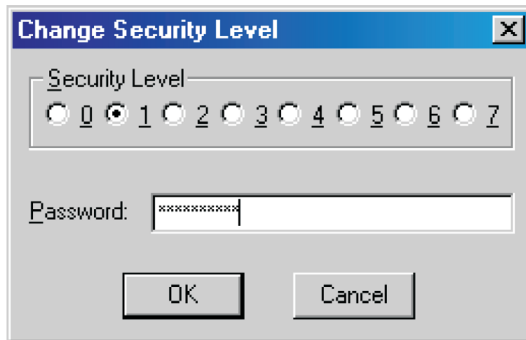 Change Security Level
Security Level
0 1 2 3 4 5 6 7
Password: **********
OK Cancel